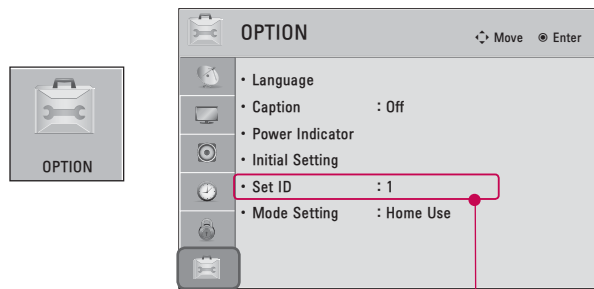 OPTION
OPTION
Move Enter
• Language
• Caption : Off
• Power Indicator
• Initial Setting
• Set ID : 1
• Mode Setting : Home Use